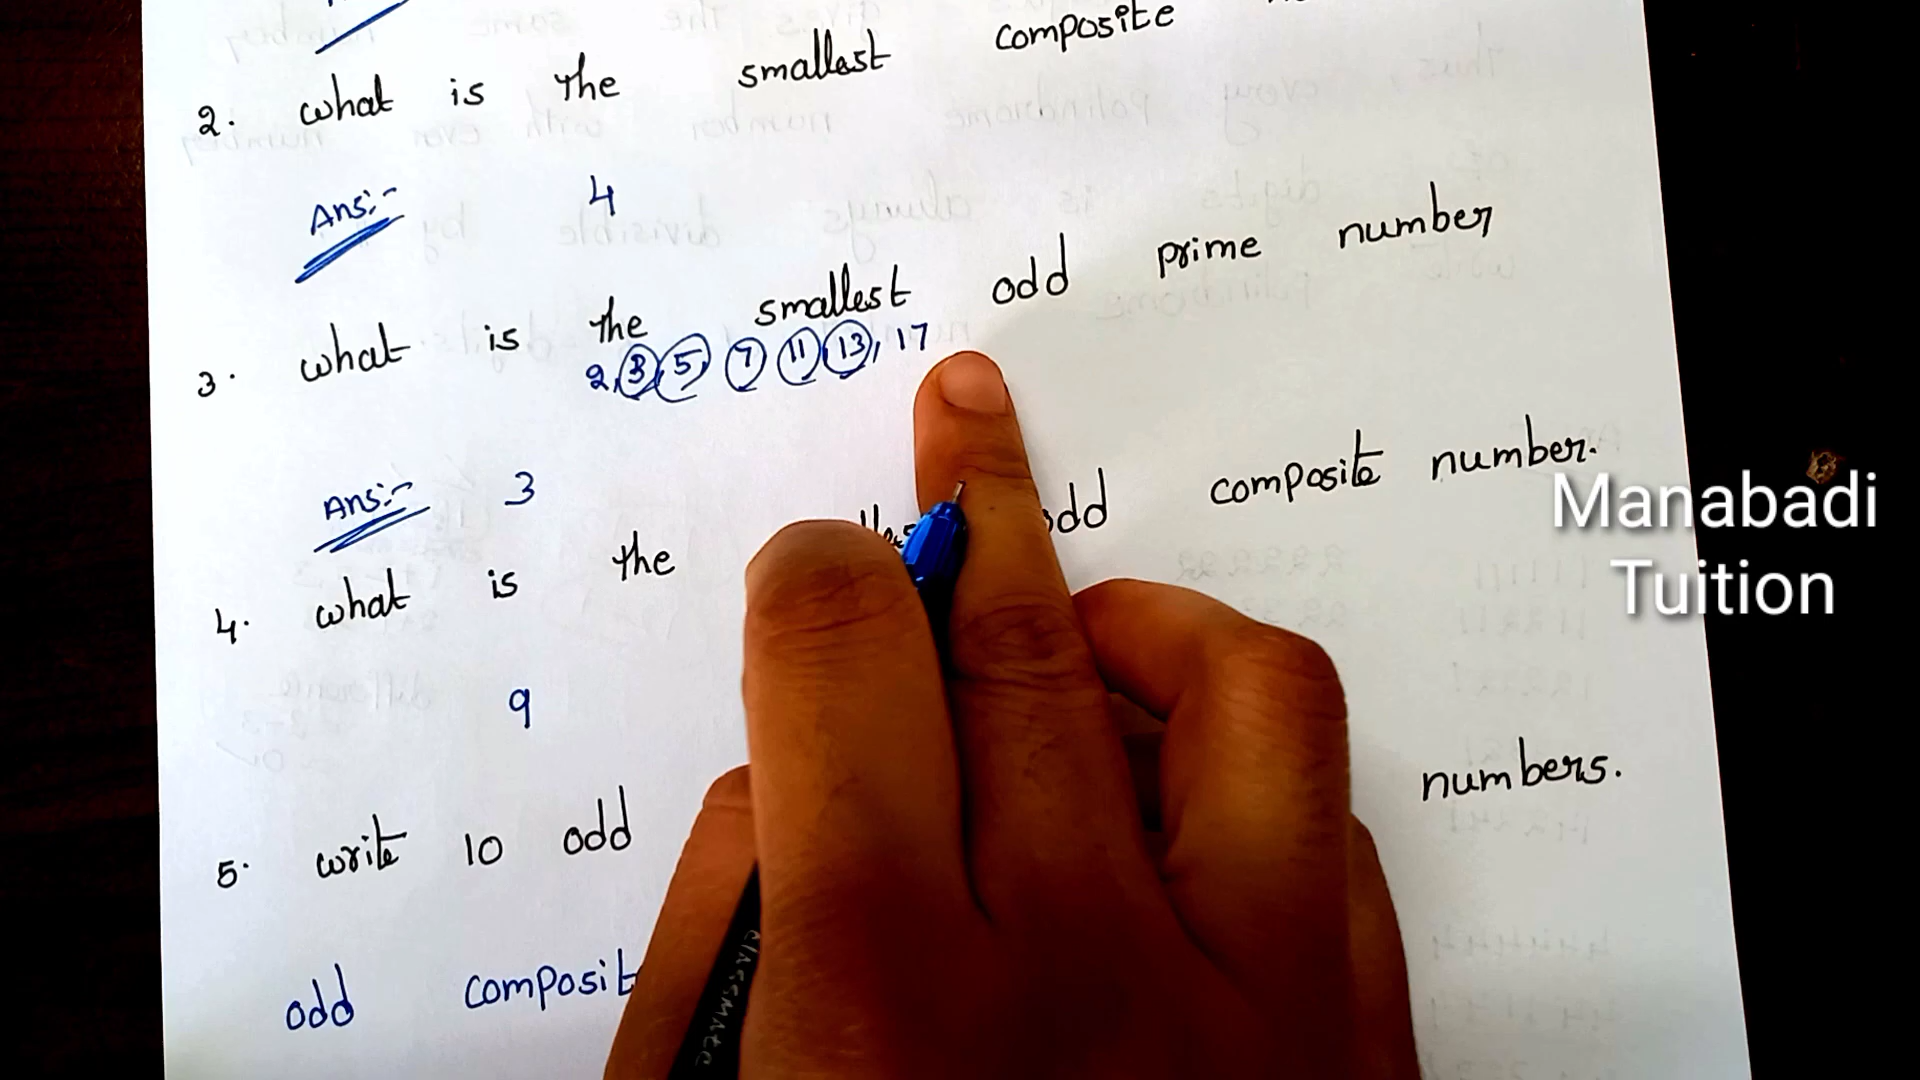 2. what is the smallest composite
Ans:- 4
3. what is the smallest odd prime number
2, 3, 5, 7 11 13, 17
Ans:- 3
4. what is the odd composite number.
9
5. write 10 odd numbers.
odd
Manabadi
Tuition
classmate